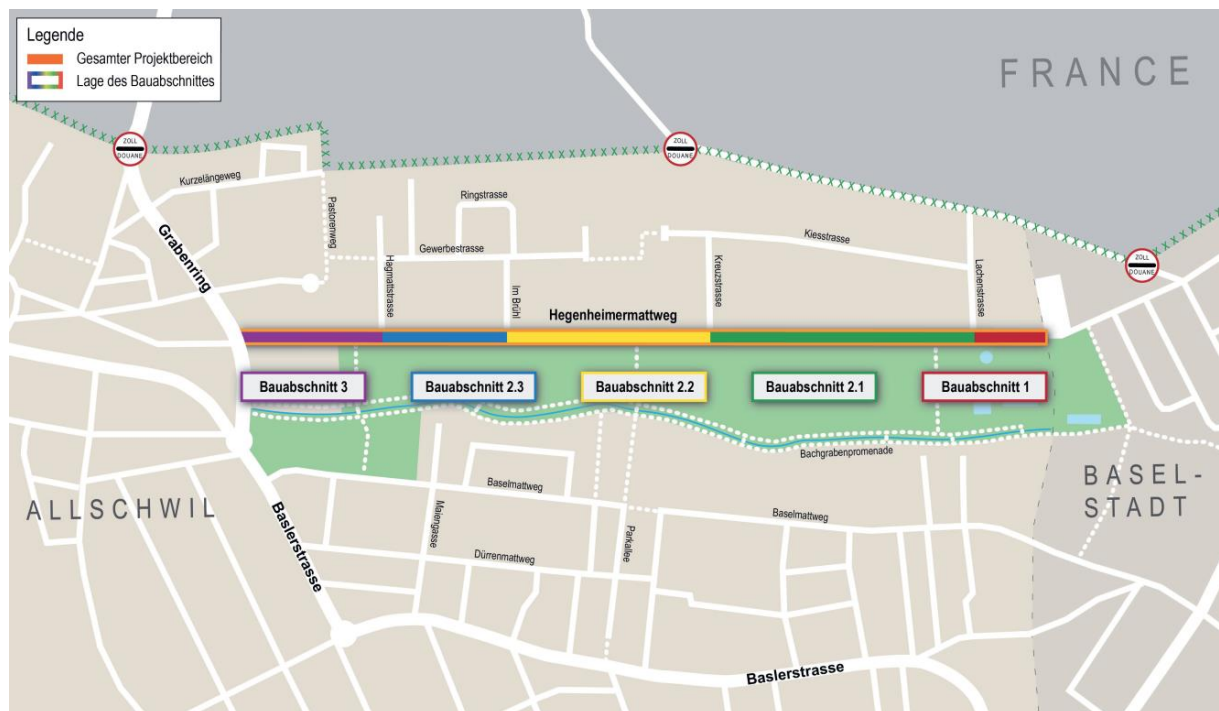 Legende
Gesamter Projektbereich
Lage des Bauabschnittes
FRANCE
ZOLL
DOUANE
ZOLL
DOUANE
ZOLL
DOUANE
Kurzelängeweg
Pastorenweg
Ringstrasse
Gewerbestrasse
Kiesstrasse
Grabenring
Hagmattstrasse
Im Brühl
Kreuzstrasse
Lachenstrasse
Hegenheimermattweg
Bauabschnitt 3
Bauabschnitt 2.3
Bauabschnitt 2.2
Bauabschnitt 2.1
Bauabschnitt 1
Bachgrabenpromenade
ALLSCHWIL
BASEL-
STADT
Baselmattweg
Baselmattweg
Maiengasse
Parkallee
Dürrenmattweg
Baslerstrasse
Baslerstrasse